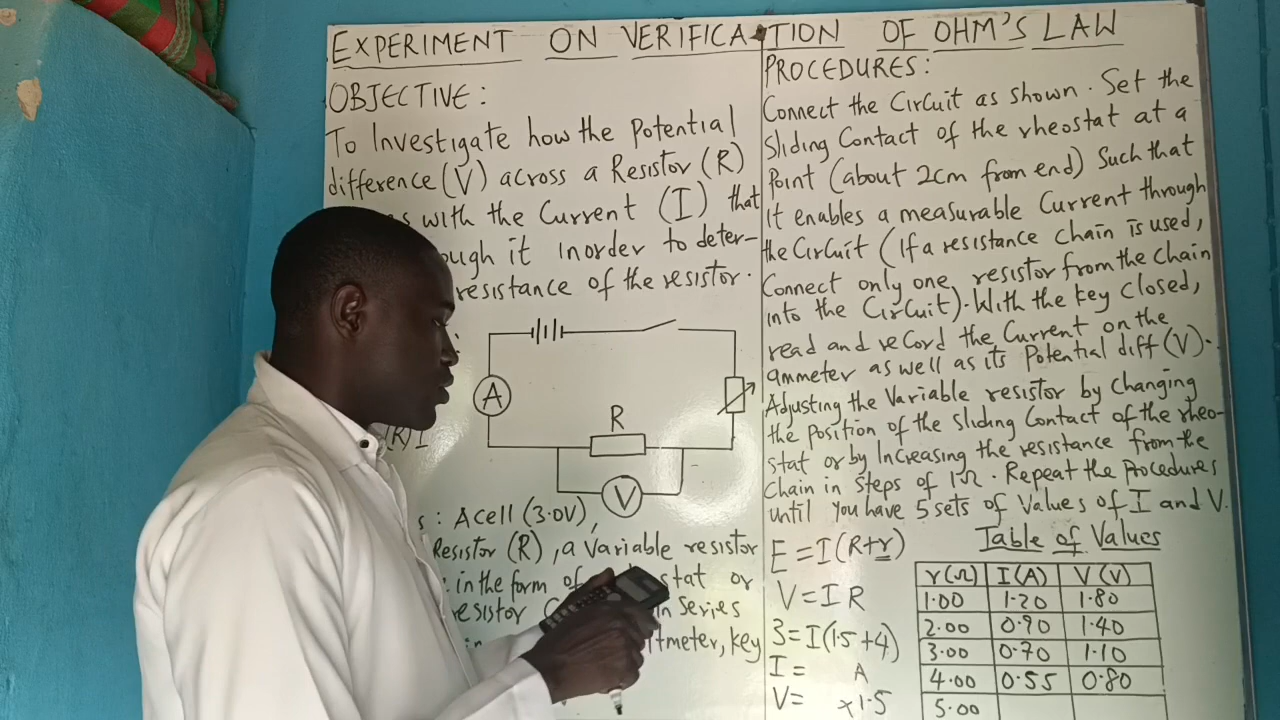 EXPERIMENT ON VERIFICATION OF OHM'S LAW
OBJECTIVE:
To Investigate how the Potential
difference (V) across a Resistor (R)
with the Current (I) that
it inorder to deter-
resistance of the resistor.
A
R
V
(R) I
: A cell (3.0V),
Resistor (R), a Variable resistor
in the form of
or
resistor
in series
key
PROCEDURES:
Connect the Circuit as shown. Set the
Sliding Contact of the rheostat at a
Point (about 2cm from end) Such that
it enables a measurable Current through
the Circuit (If a resistance chain is used,
Connect only one resistor from the chain
into the Circuit). With the key closed,
read and record the Current on the
ammeter as well as its Potential diff (V).
Adjusting the Variable resistor by Changing
the position of the Sliding Contact of the rheo-
stat or by Increasing the resistance from the
Chain in Steps of 1Ω. Repeat the Procedures
until You have 5 sets of Values of I and V.
E = I(R+r)
V = IR
3 = I(1.5+4)
I = A
V = ×1.5
Table of Values
r(Ω) I(A) V(V)
1.00 1.20 1.80
2.00 0.90 1.40
3.00 0.70 1.10
4.00 0.55 0.80
5.00